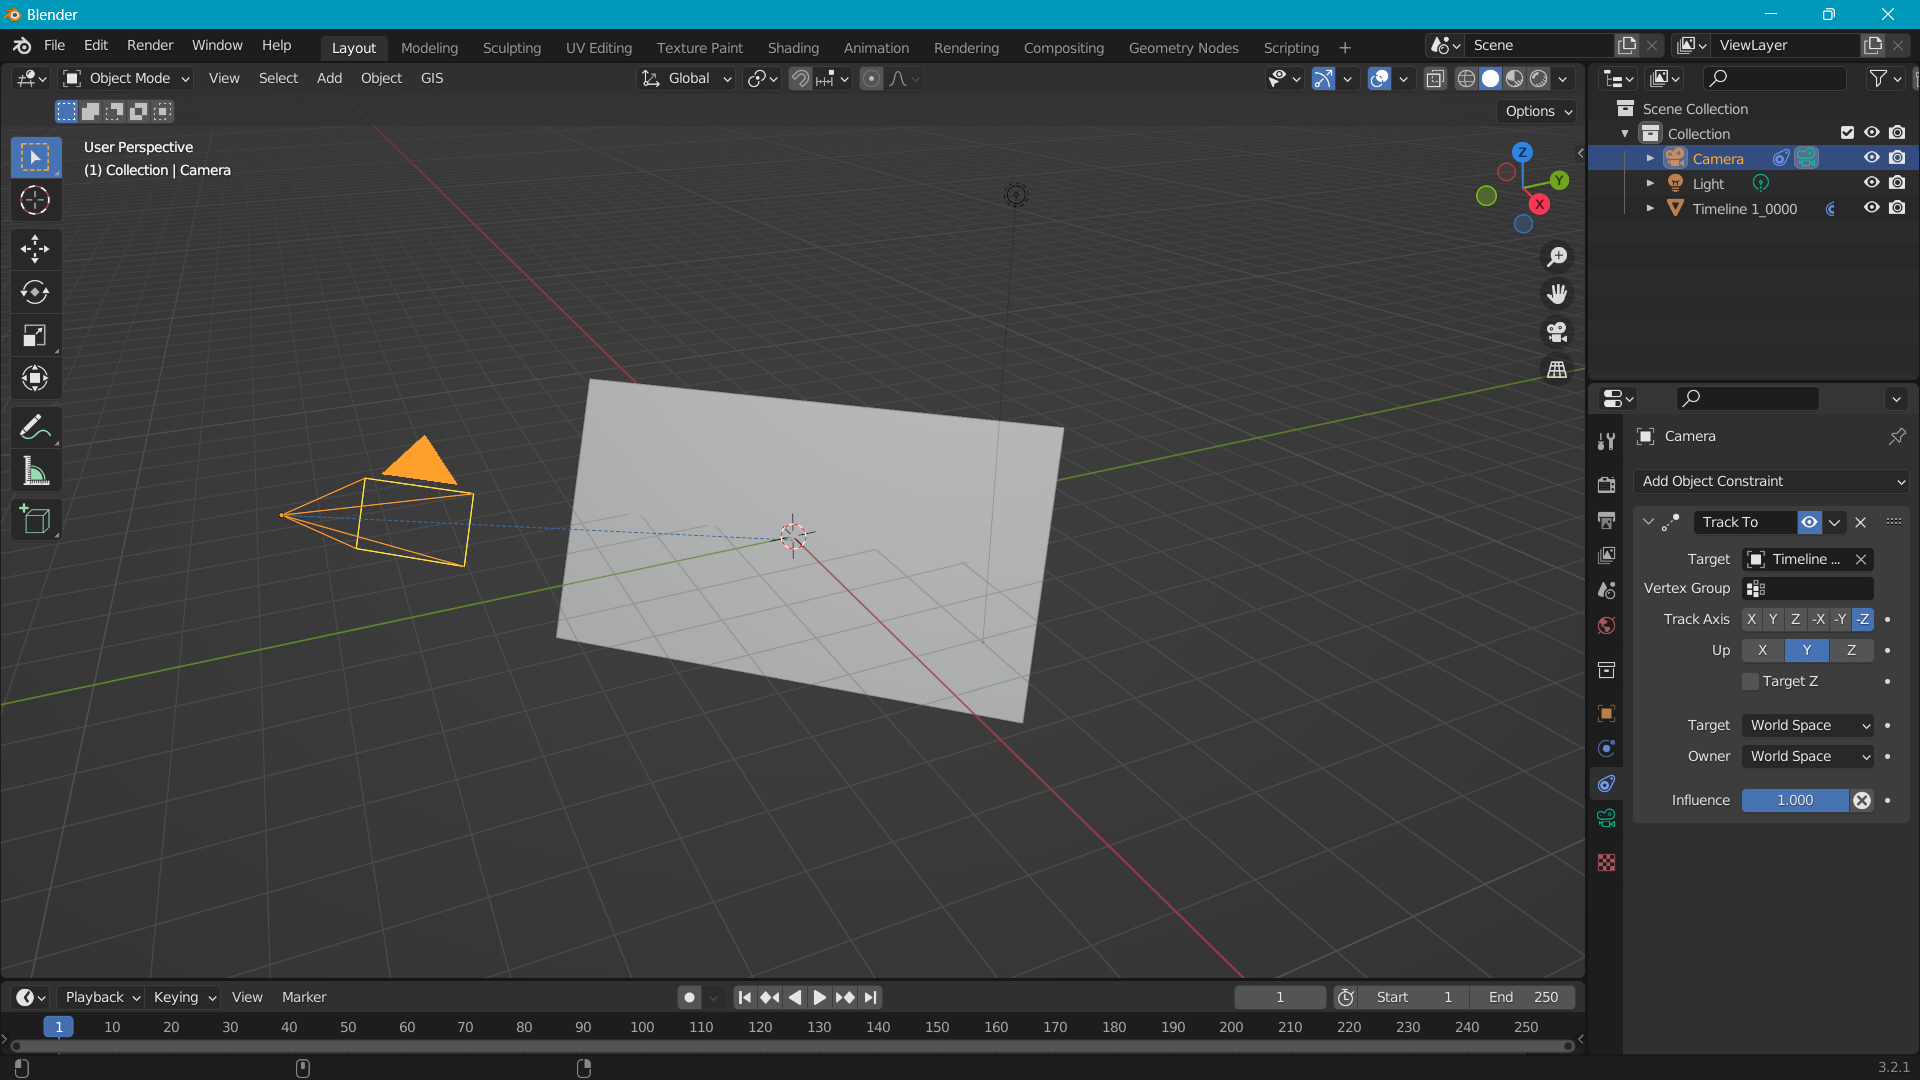 Blender
File Edit Render Window Help Layout Modeling Sculpting UV Editing Texture Paint Shading Animation Rendering Compositing Geometry Nodes Scripting + Scene ViewLayer
Object Mode View Select Add Object GIS Global
Options
User Perspective
(1) Collection | Camera
Z
Y
X
Scene Collection
Collection
Camera
Light
Timeline 1_0000
Camera
Add Object Constraint
Track To
Target Timeline ...
Vertex Group
Track Axis X Y Z -X -Y -Z
Up X Y Z
Target Z
Target World Space
Owner World Space
Influence 1.000
Playback Keying View Marker 1 Start 1 End 250
1 10 20 30 40 50 60 70 80 90 100 110 120 130 140 150 160 170 180 190 200 210 220 230 240 250
3.2.1